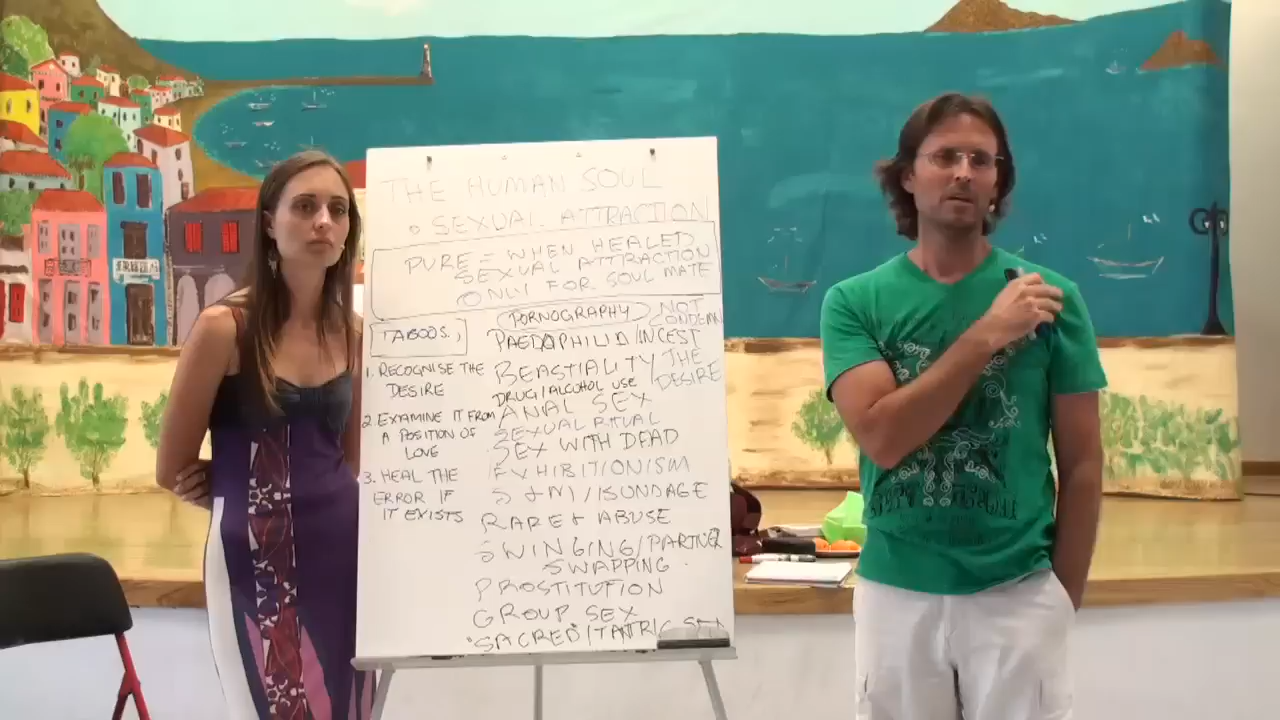 THE HUMAN SOUL
• SEXUAL ATTRACTION
PURE = WHEN HEALED
SEXUAL ATTRACTION
ONLY FOR SOUL MATE
TABOOS,
1. RECOGNISE THE
DESIRE
2. EXAMINE IT FROM
A POSITION OF
LOVE
3. HEAL THE
ERROR IF
IT EXISTS
PORNOGRAPHY
PAEDOPHILIA/INCEST
BEASTIALITY
DRUG/ALCOHOL USE
ANAL SEX
SEXUAL RITUAL
SEX WITH DEAD
EXHIBITIONISM
S+M/BONDAGE
RAPE + ABUSE
SWINGING/PARTNER
SWAPPING
PROSTITUTION
GROUP SEX
"SACRED/TANTRIC
NOT
CONDEMN
THE
DESIRE